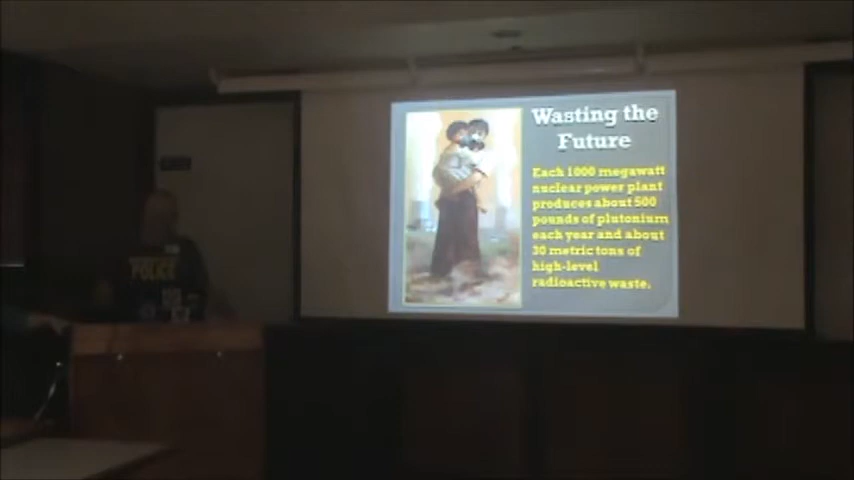 Wasting the
Future
Each 1000 megawatt
nuclear power plant
produces about 500
pounds of plutonium
each year and about
30 metric tons of
high-level
radioactive waste.
POLICE